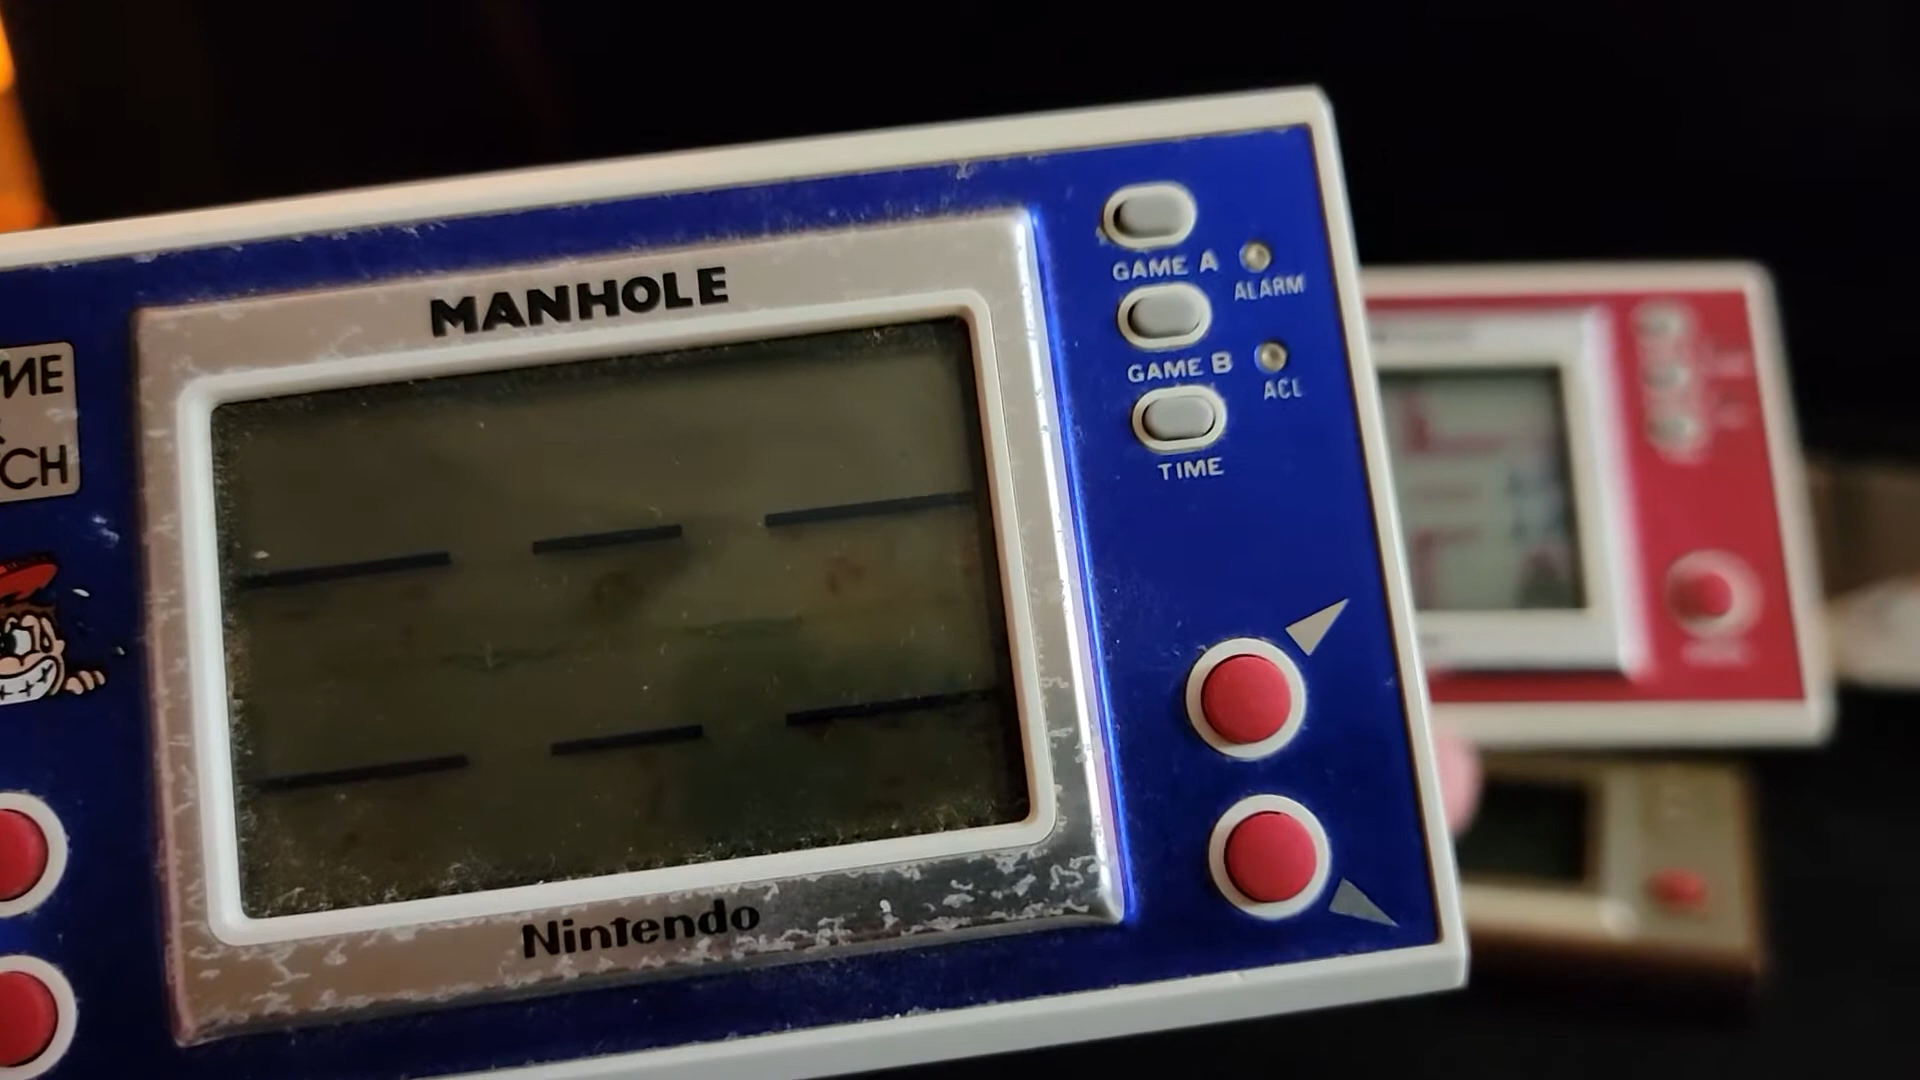 MANHOLE
GAME A
ALARM
GAME B
ACL
TIME
ME
&
CH
Nintendo